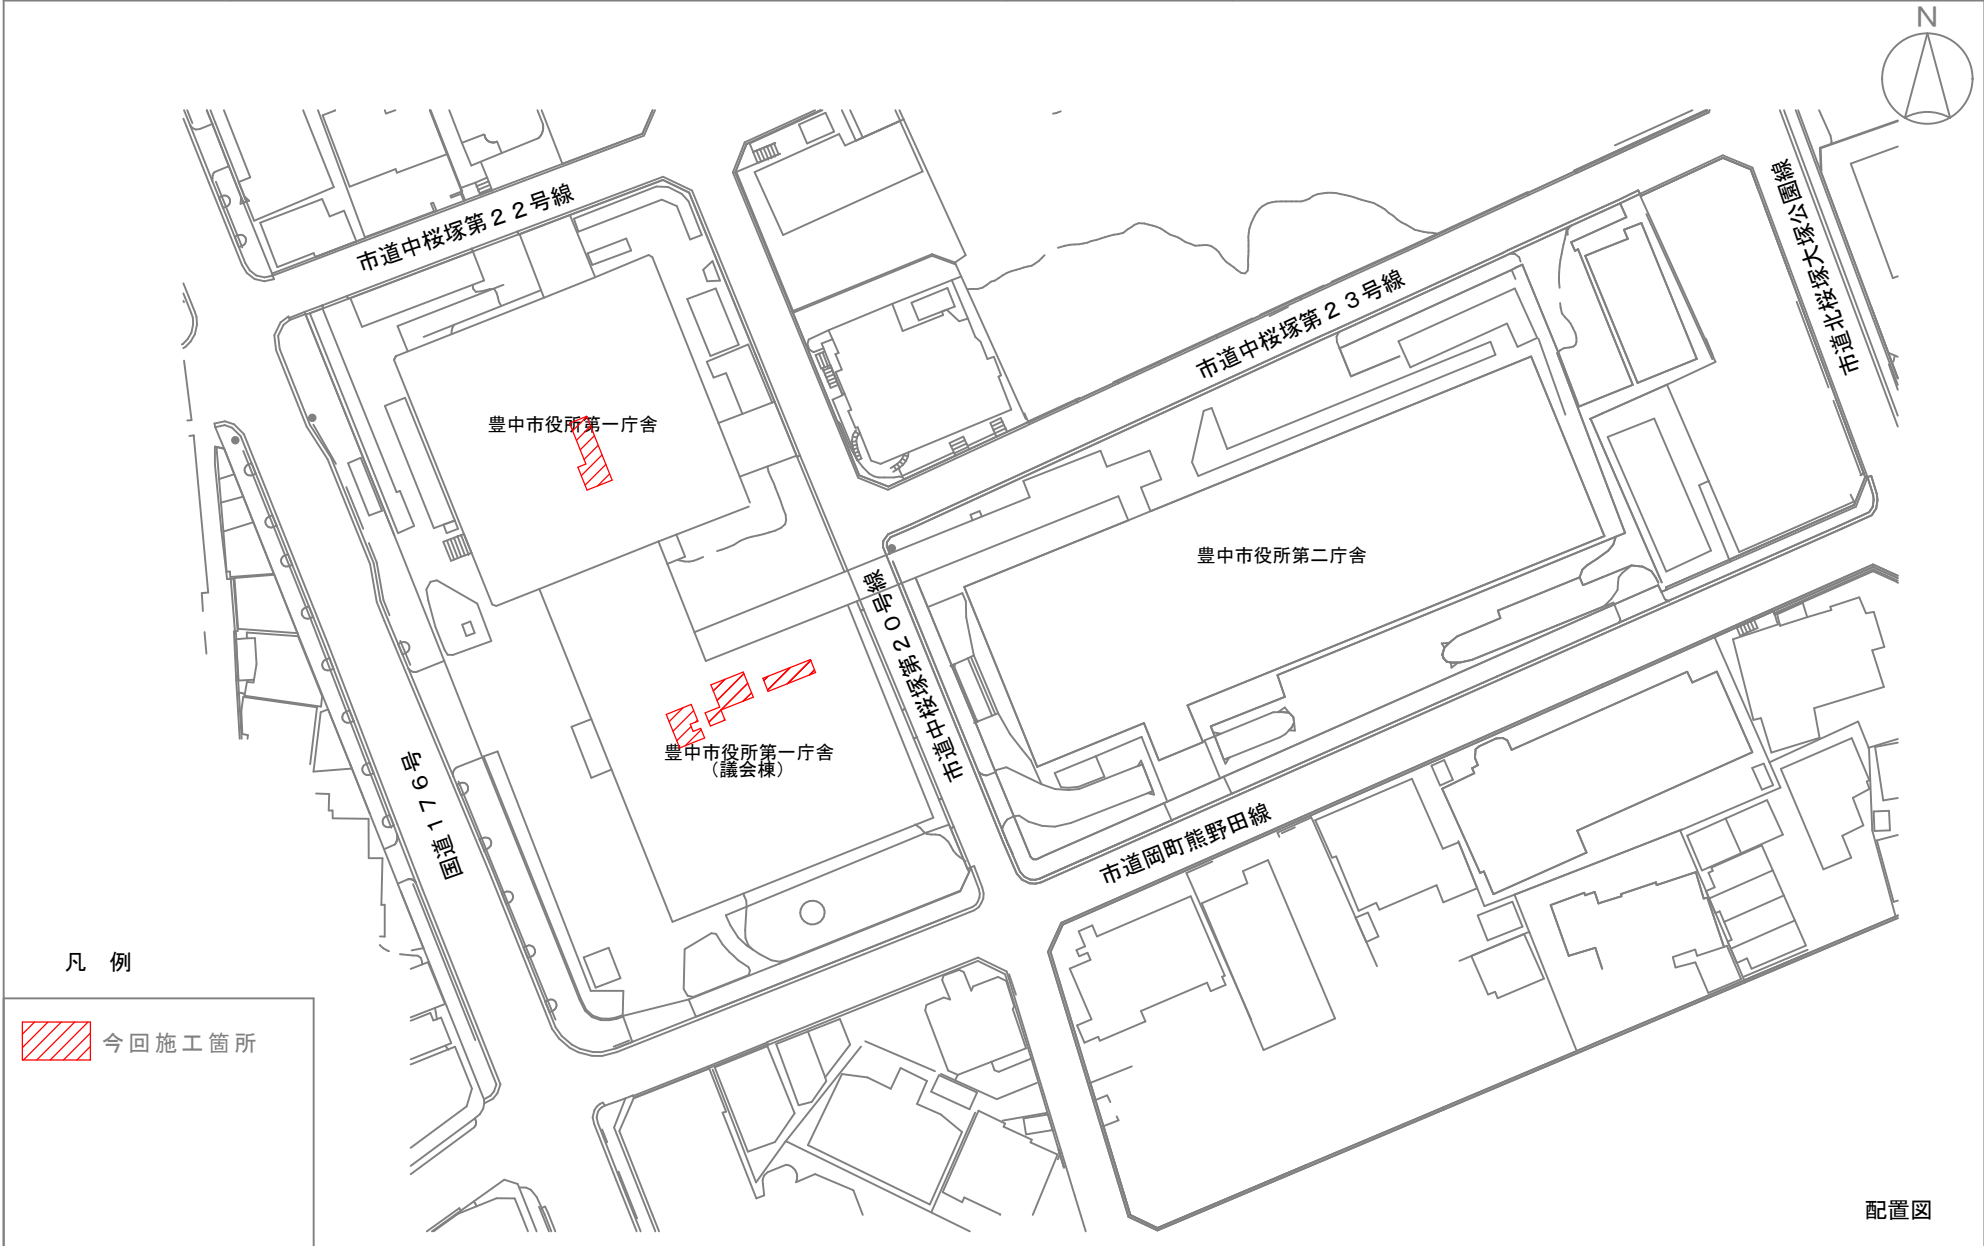 N
市道中桜塚第２２号線
市道北桜塚大塚公園線
市道中桜塚第２３号線
豊中市役所第一庁舎
豊中市役所第二庁舎
市道中桜塚第２０号線
豊中市役所第一庁舎
（議会棟）
国道１７６号
市道岡町熊野田線
凡　例
今回施工箇所
配置図